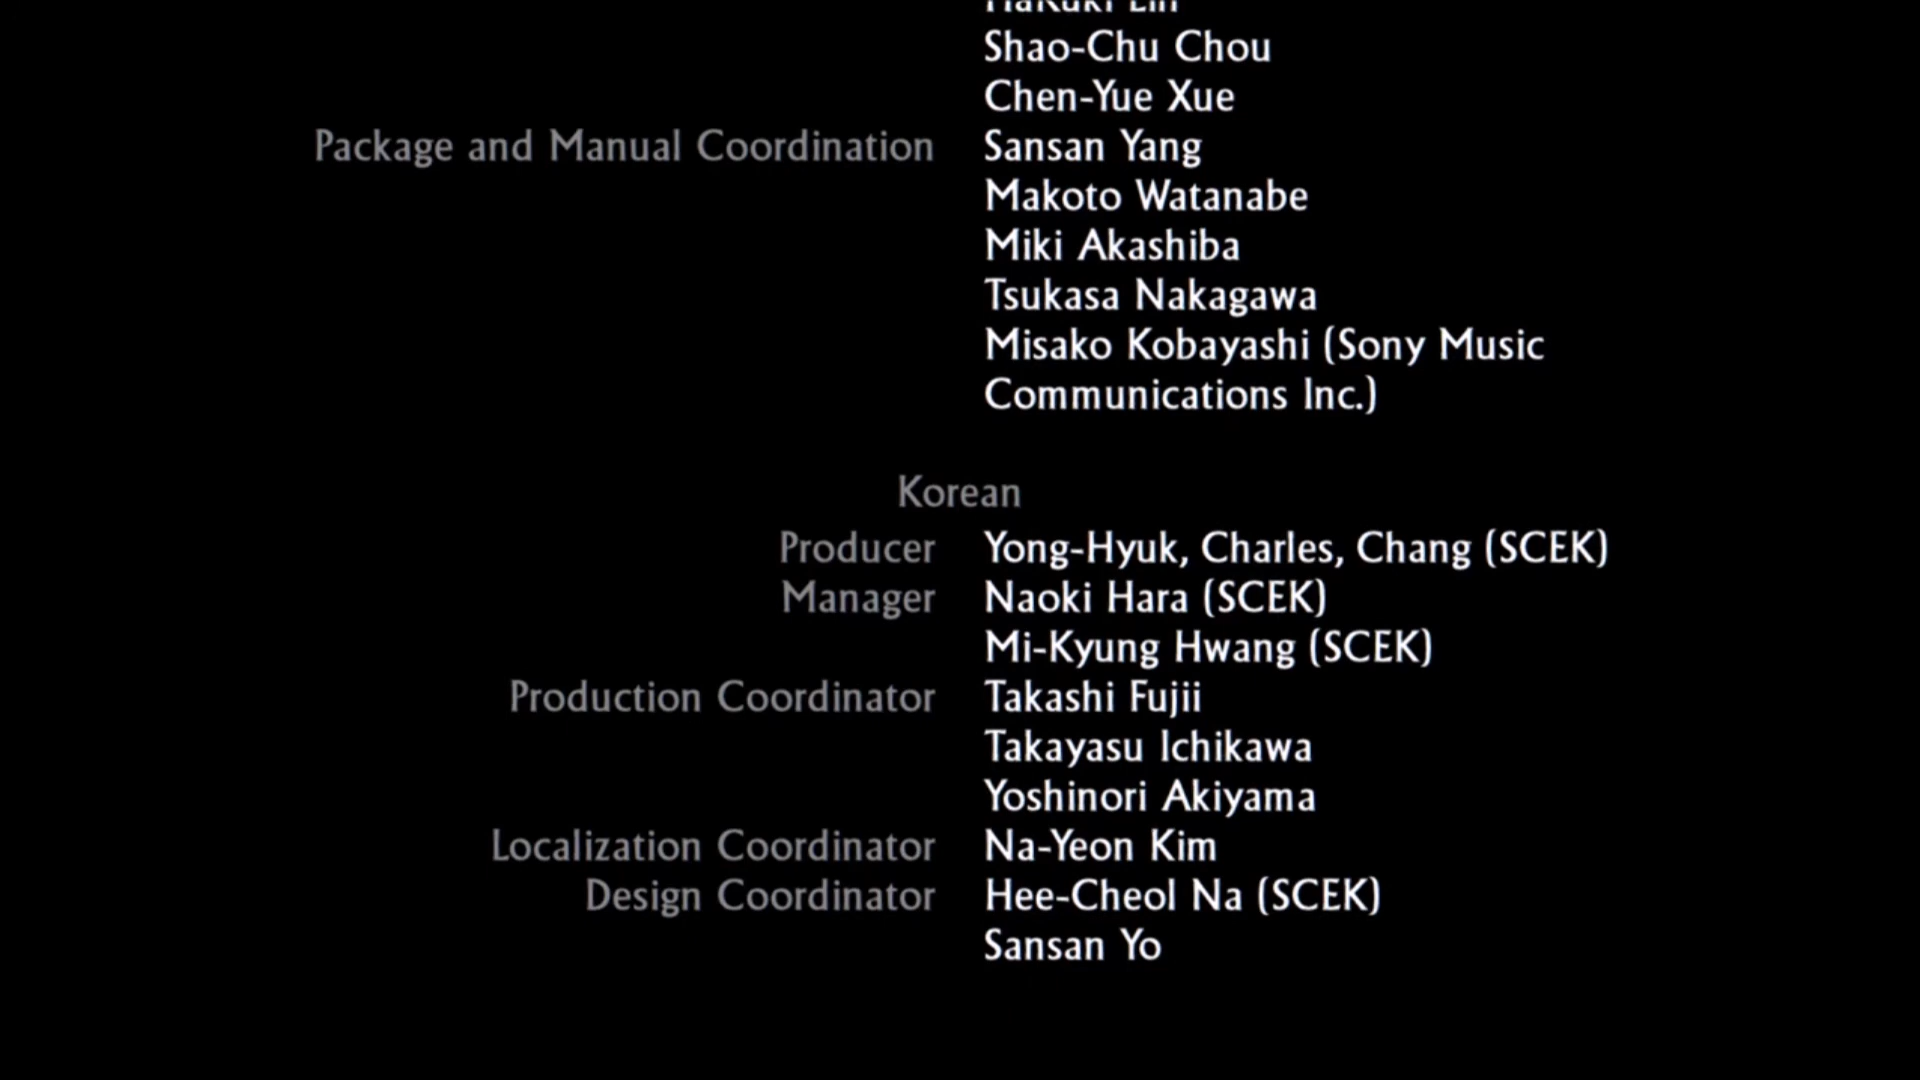 Shao-Chu Chou
Chen-Yue Xue
Package and Manual Coordination Sansan Yang
Makoto Watanabe
Miki Akashiba
Tsukasa Nakagawa
Misako Kobayashi (Sony Music
Communications Inc.)
Korean
Producer Yong-Hyuk, Charles, Chang (SCEK)
Manager Naoki Hara (SCEK)
Mi-Kyung Hwang (SCEK)
Production Coordinator Takashi Fujii
Takayasu Ichikawa
Yoshinori Akiyama
Localization Coordinator Na-Yeon Kim
Design Coordinator Hee-Cheol Na (SCEK)
Sansan Yo